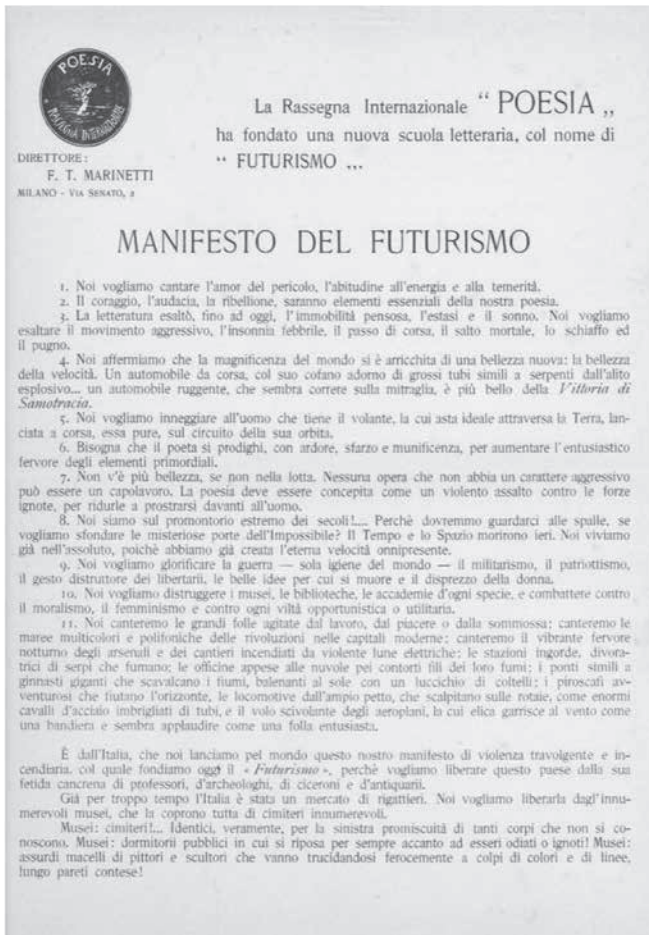 POESIA
RASSEGNA INTERNAZIONALE
DIRETTORE:
F. T. MARINETTI
MILANO - VIA SENATO, 2
La Rassegna Internazionale “ POESIA „
ha fondato una nuova scuola letteraria, col nome di
“ FUTURISMO „.
MANIFESTO DEL FUTURISMO
1. Noi vogliamo cantare l'amor del pericolo, l'abitudine all'energia e alla temerità.
2. Il coraggio, l'audacia, la ribellione, saranno elementi essenziali della nostra poesia.
3. La letteratura esaltò, fino ad oggi, l'immobilità pensosa, l'estasi e il sonno. Noi vogliamo
esaltare il movimento aggressivo, l'insonnia febbrile, il passo di corsa, il salto mortale, lo schiaffo ed
il pugno.
4. Noi affermiamo che la magnificenza del mondo si è arricchita di una bellezza nuova: la bellezza
della velocità. Un automobile da corsa, col suo cofano adorno di grossi tubi simili a serpenti dall'alito
esplosivo... un automobile ruggente, che sembra correre sulla mitraglia, è più bello della Vittoria di
Samotracia.
5. Noi vogliamo inneggiare all'uomo che tiene il volante, la cui asta ideale attraversa la Terra, lan-
ciata a corsa, essa pure, sul circuito della sua orbita.
6. Bisogna che il poeta si prodighi, con ardore, sfarzo e munificenza, per aumentare l'entusiastico
fervore degli elementi primordiali.
7. Non v'è più bellezza, se non nella lotta. Nessuna opera che non abbia un carattere aggressivo
può essere un capolavoro. La poesia deve essere concepita come un violento assalto contro le forze
ignote, per ridurle a prostrarsi davanti all'uomo.
8. Noi siamo sul promontorio estremo dei secoli!.... Perchè dovremmo guardarci alle spalle, se
vogliamo sfondare le misteriose porte dell'Impossibile? Il Tempo e lo Spazio morirono ieri. Noi viviamo
già nell'assoluto, poichè abbiamo già creata l'eterna velocità onnipresente.
9. Noi vogliamo glorificare la guerra — sola igiene del mondo — il militarismo, il patriottismo,
il gesto distruttore dei libertarii, le belle idee per cui si muore e il disprezzo della donna.
10. Noi vogliamo distruggere i musei, le biblioteche, le accademie d'ogni specie, e combattere contro
il moralismo, il femminismo e contro ogni viltà opportunistica o utilitaria.
11. Noi canteremo le grandi folle agitate dal lavoro, dal piacere o dalla sommossa: canteremo le
maree multicolori e polifoniche delle rivoluzioni nelle capitali moderne; canteremo il vibrante fervore
notturno degli arsenali e dei cantieri incendiati da violente lune elettriche; le stazioni ingorde, divora-
trici di serpi che fumano; le officine appese alle nuvole pei contorti fili dei loro fumi; i ponti simili a
ginnasti giganti che scavalcano i fiumi, balenanti al sole con un luccichio di coltelli; i piroscafi av-
venturosi che fiutano l'orizzonte, le locomotive dall'ampio petto, che scalpitano sulle rotaie, come enormi
cavalli d'acciaio imbrigliati di tubi, e il volo scivolante degli aeroplani, la cui elica garrisce al vento come
una bandiera e sembra applaudire come una folla entusiasta.
È dall'Italia, che noi lanciamo pel mondo questo nostro manifesto di violenza travolgente e in-
cendiaria, col quale fondiamo oggi il « Futurismo », perchè vogliamo liberare questo paese dalla sua
fetida cancrena di professori, d'archeologhi, di ciceroni e d'antiquarii.
Già per troppo tempo l'Italia è stata un mercato di rigattieri. Noi vogliamo liberarla dagl'innu-
merevoli musei, che la coprono tutta di cimiteri innumerevoli.
Musei: cimiteri!... Identici, veramente, per la sinistra promiscuità di tanti corpi che non si co-
noscono. Musei: dormitorii pubblici in cui si riposa per sempre accanto ad esseri odiati o ignoti! Musei:
assurdi macelli di pittori e scultori che vanno trucidandosi ferocemente a colpi di colori e di linee,
lungo pareti contese!